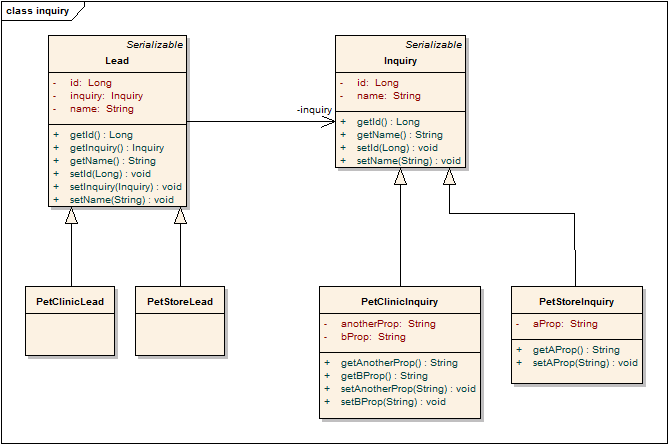 class inquiry
Serializable
Lead
- id: Long
- inquiry: Inquiry
- name: String
+ getId() : Long
+ getInquiry() : Inquiry
+ getName() : String
+ setId(Long) : void
+ setInquiry(Inquiry) : void
+ setName(String) : void
-inquiry
Serializable
Inquiry
- id: Long
- name: String
+ getId() : Long
+ getName() : String
+ setId(Long) : void
+ setName(String) : void
PetClinicLead
PetStoreLead
PetClinicInquiry
- anotherProp: String
- bProp: String
+ getAnotherProp() : String
+ getBProp() : String
+ setAnotherProp(String) : void
+ setBProp(String) : void
PetStoreInquiry
- aProp: String
+ getAProp() : String
+ setAProp(String) : void